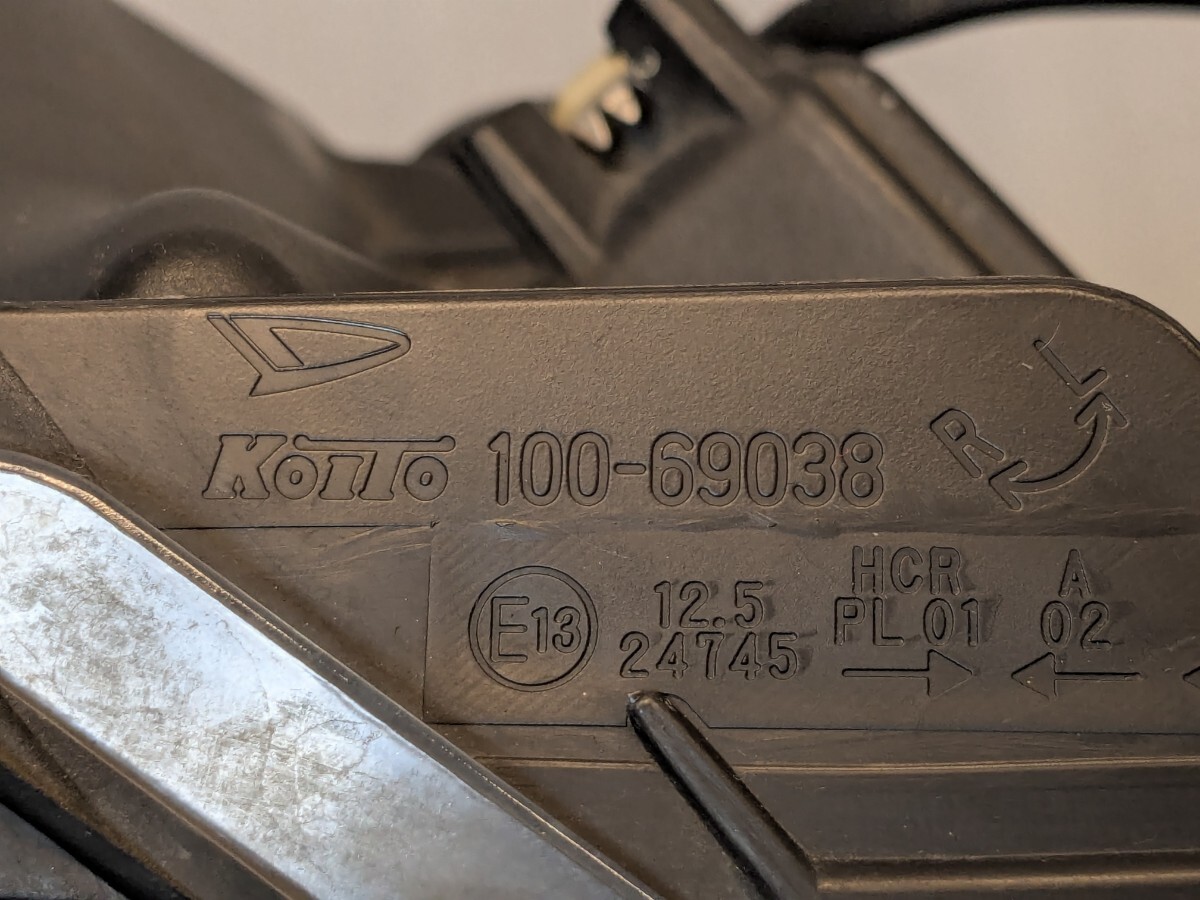 KOITO 100-69038
R L
E13
12.5
24745
HCR
PL 01
A
02